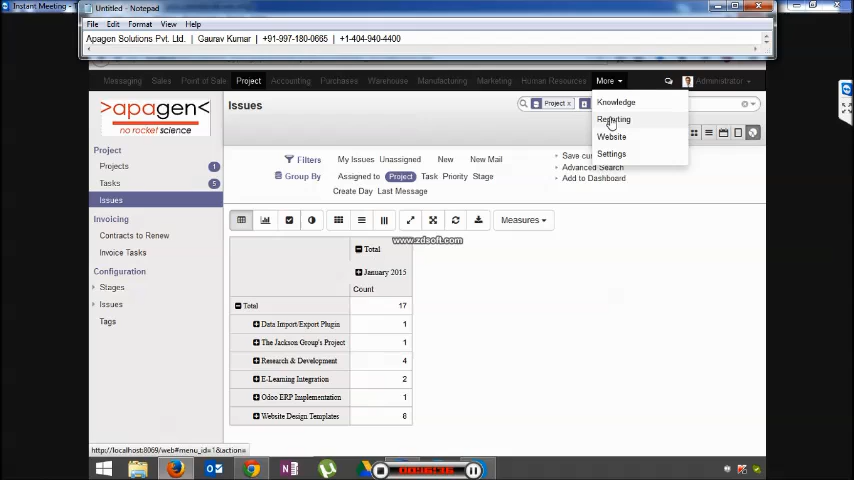 Instant Meeting - T
Untitled - Notepad
File Edit Format View Help
Apagen Solutions Pvt. Ltd. | Gaurav Kumar | +91-997-180-0665 | +1-404-940-4400
Messaging Sales Point of Sale Project Accounting Purchases Warehouse Manufacturing Marketing Human Resources More Administrator
Knowledge
Reporting
Website
Settings
>apagen<
no rocket science
Issues
Project x
Project
Projects 1
Tasks 5
Issues
Invoicing
Contracts to Renew
Invoice Tasks
Configuration
Stages
Issues
Tags
Filters My Issues Unassigned New New Mail
Group By Assigned to Project Task Priority Stage
Create Day Last Message
Save cur
Advanced Search
Add to Dashboard
Measures
www.zdsoft.com
Total
January 2015
Count
Total 17
Data Import/Export Plugin 1
The Jackson Group's Project 1
Research & Development 4
E-Learning Integration 2
Odoo ERP Implementation 1
Website Design Templates 8
http://localhost:8069/web#menu_id=1&action=